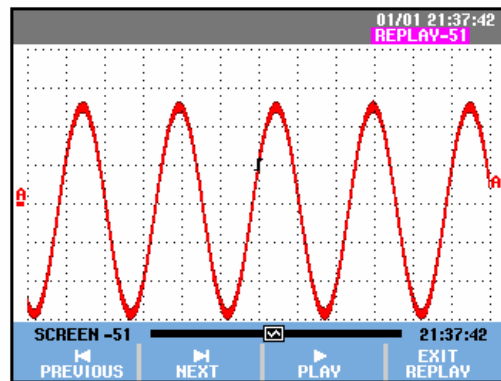 01/01 21:37:42
REPLAY-51
A
A
SCREEN -51 21:37:42
PREVIOUS NEXT PLAY EXIT REPLAY